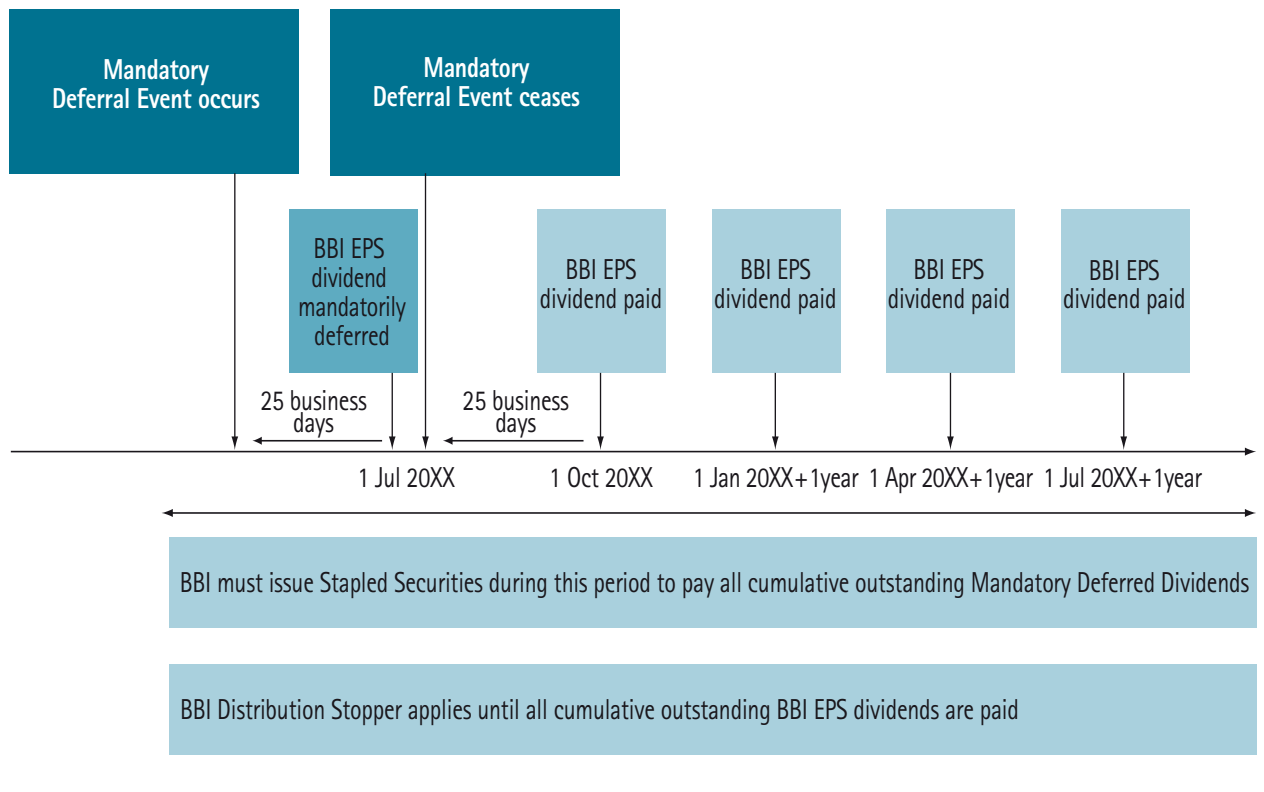 Mandatory
Deferral Event occurs
Mandatory
Deferral Event ceases
BBI EPS
dividend
mandatorily
deferred
BBI EPS
dividend paid
BBI EPS
dividend paid
BBI EPS
dividend paid
BBI EPS
dividend paid
25 business
days
25 business
days
1 Jul 20XX
1 Oct 20XX
1 Jan 20XX+1year
1 Apr 20XX+1year
1 Jul 20XX+1year
BBI must issue Stapled Securities during this period to pay all cumulative outstanding Mandatory Deferred Dividends
BBI Distribution Stopper applies until all cumulative outstanding BBI EPS dividends are paid